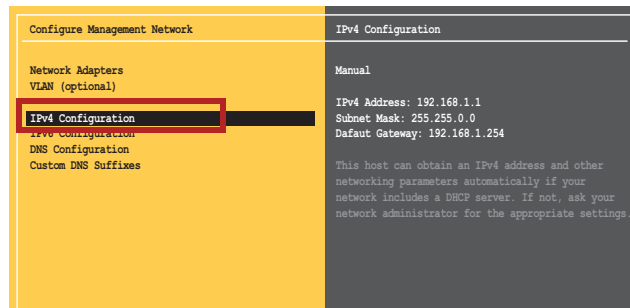 Configure Management Network
Network Adapters
VLAN (optional)
IPv4 Configuration
IPv6 Configuration
DNS Configuration
Custom DNS Suffixes
IPv4 Configuration
Manual
IPv4 Address: 192.168.1.1
Subnet Mask: 255.255.0.0
Dafaut Gateway: 192.168.1.254
This host can obtain an IPv4 address and other
networking parameters automatically if your
network includes a DHCP server. If not, ask your
network administrator for the appropriate settings.